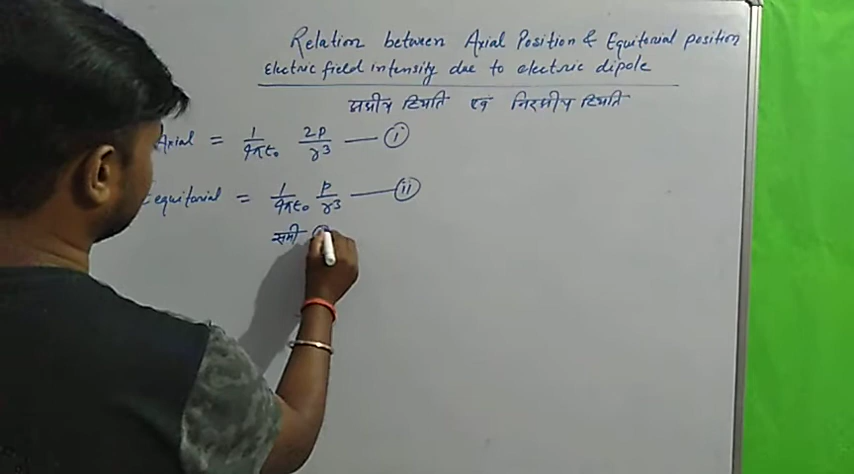 Relation between Axial Position & Equitorial position
Electric field intensity due to electric dipole
अक्षीय स्थिति एवं निरक्षीय स्थिति
Axial = 1/4πε₀ 2P/r³ — (i)
Equitorial = 1/4πε₀ P/r³ — (ii)
समी